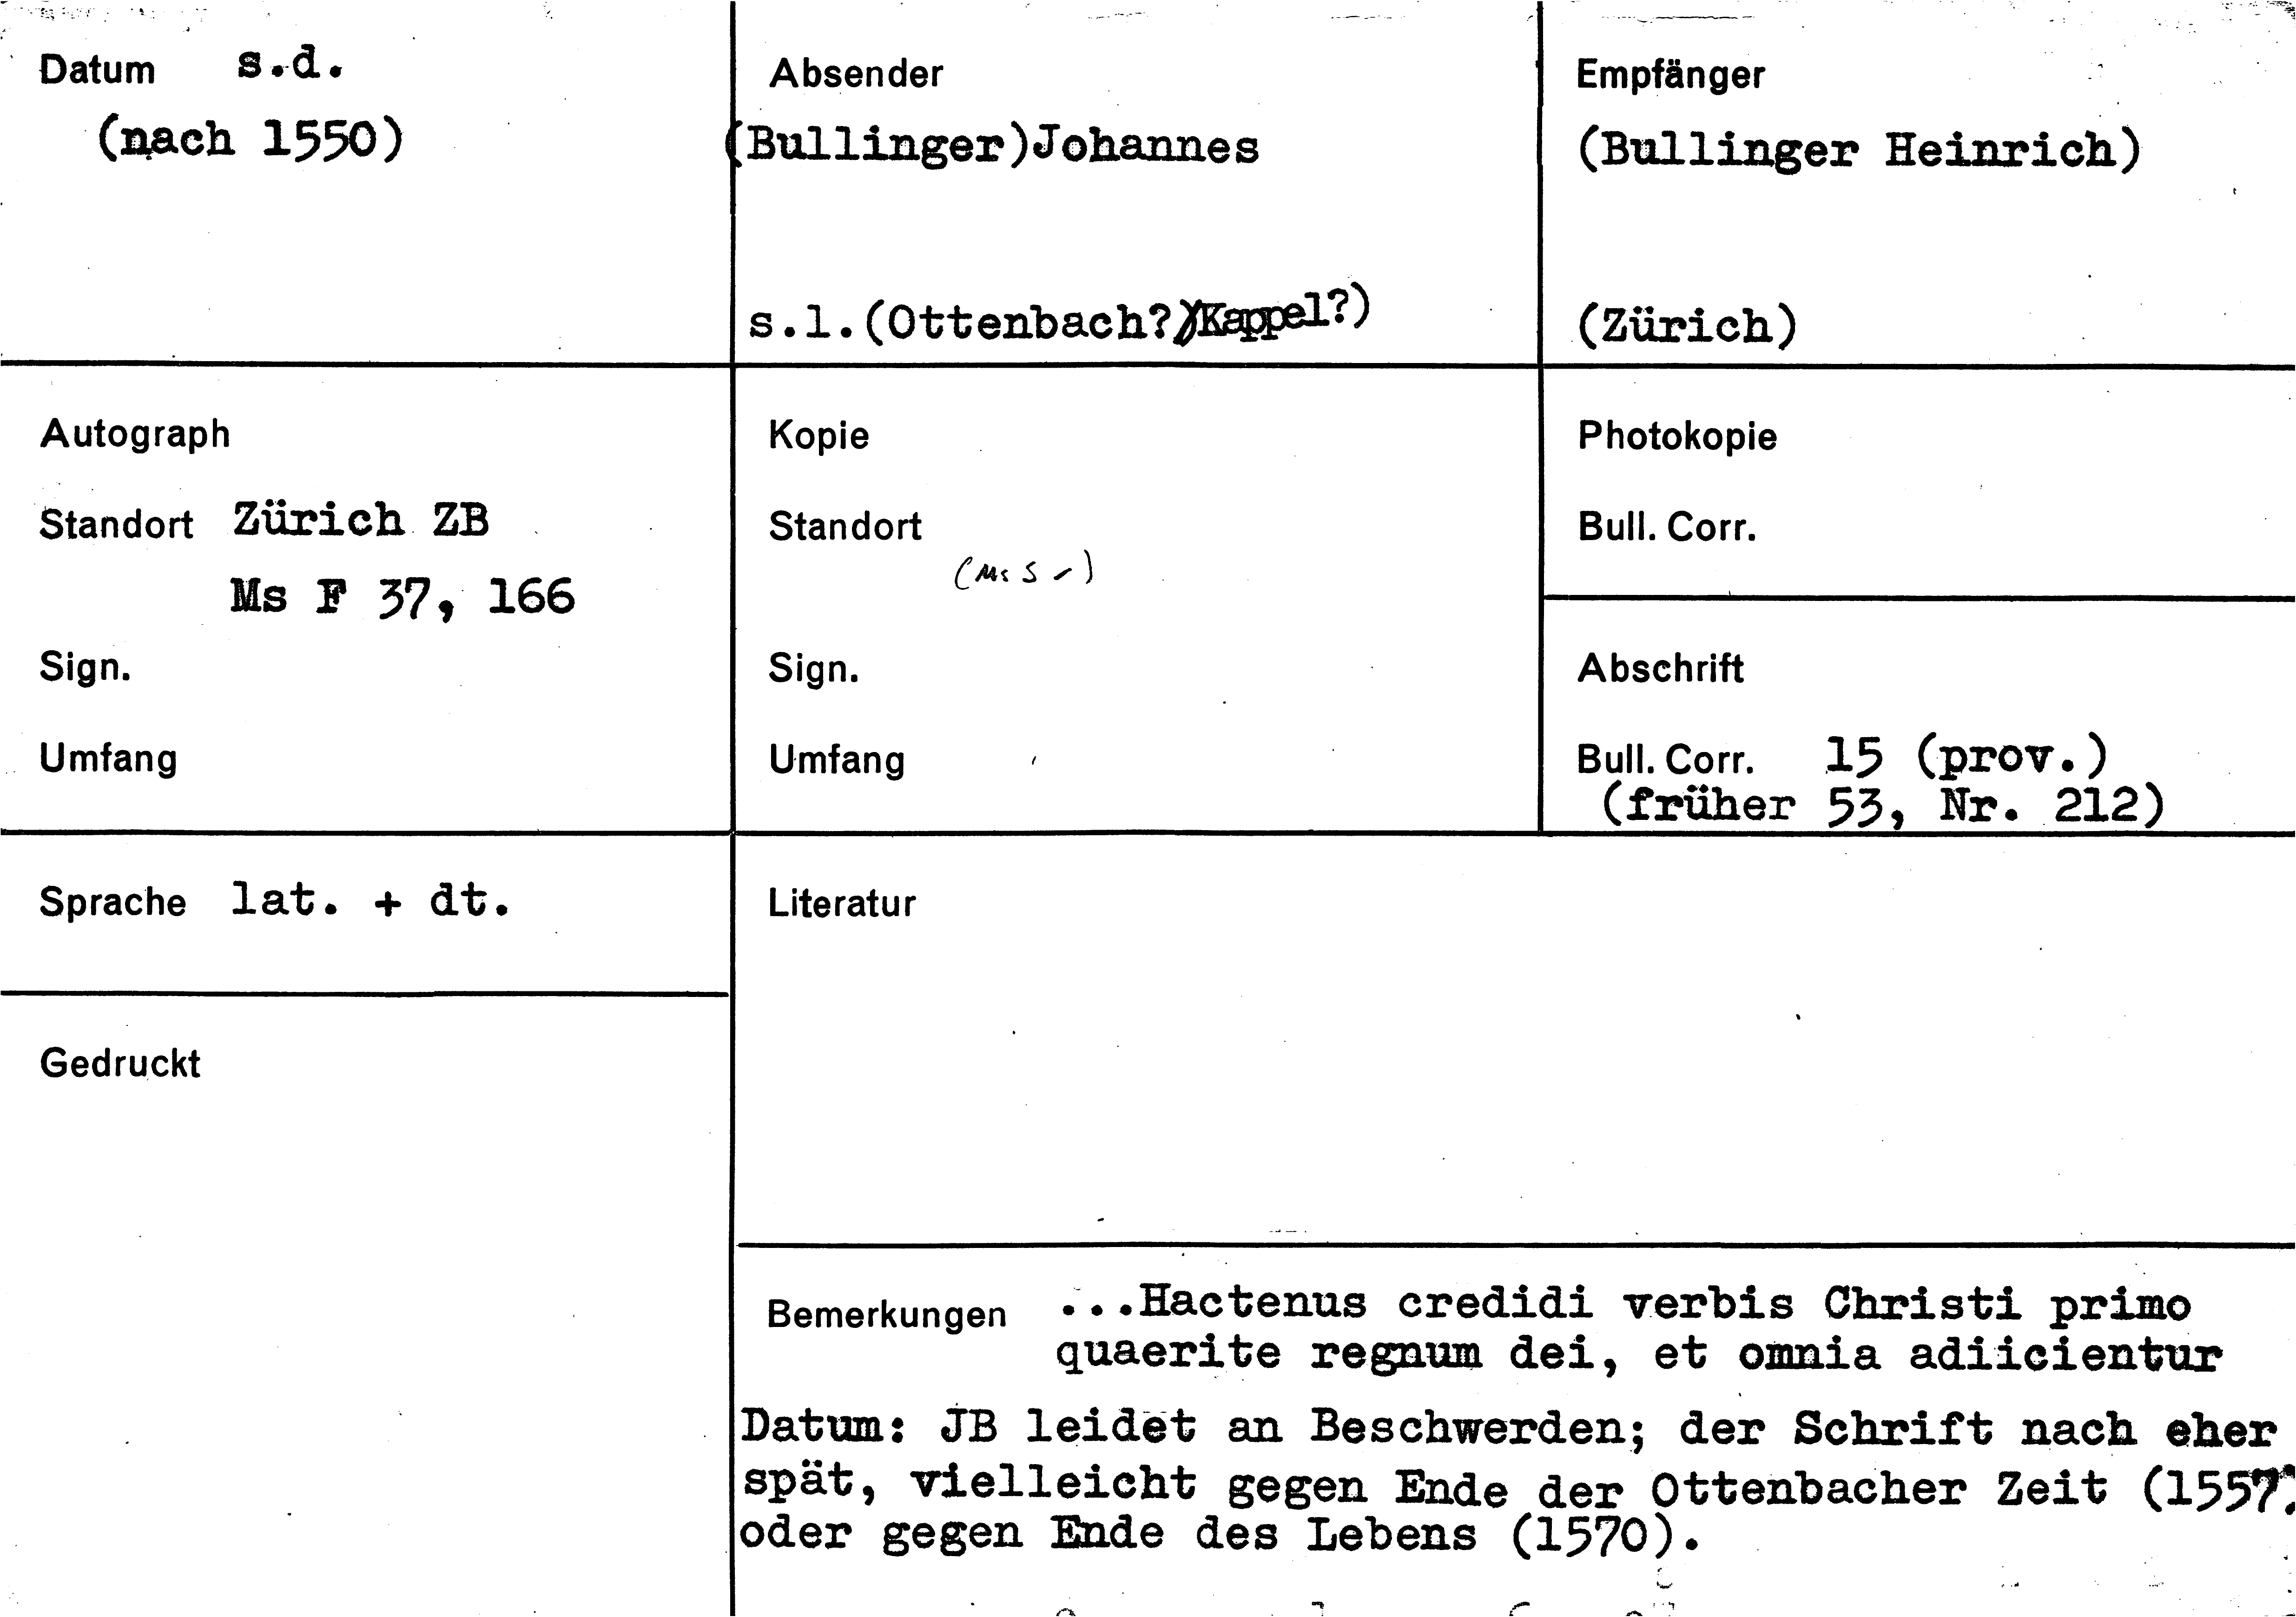 Datum s.d.
(nach 1550)
Absender
(Bullinger)Johannes
s.l.(Ottenbach?)(Kappel?)
Empfänger
(Bullinger Heinrich)
(Zürich)
Autograph
Standort Zürich ZB
Ms F 37, 166
Sign.
Umfang
Kopie
Standort
(Ms S )
Sign.
Umfang
Photokopie
Bull. Corr.
Abschrift
Bull. Corr. 15 (prov.)
(früher 53, Nr. 212)
Sprache lat. + dt.
Gedruckt
Literatur
Bemerkungen ...Hactenus credidi verbis Christi primo
quaerite regnum dei, et omnia adiicientur
Datum: JB leidet an Beschwerden; der Schrift nach eher
spät, vielleicht gegen Ende der Ottenbacher Zeit (1557)
oder gegen Ende des Lebens (1570).